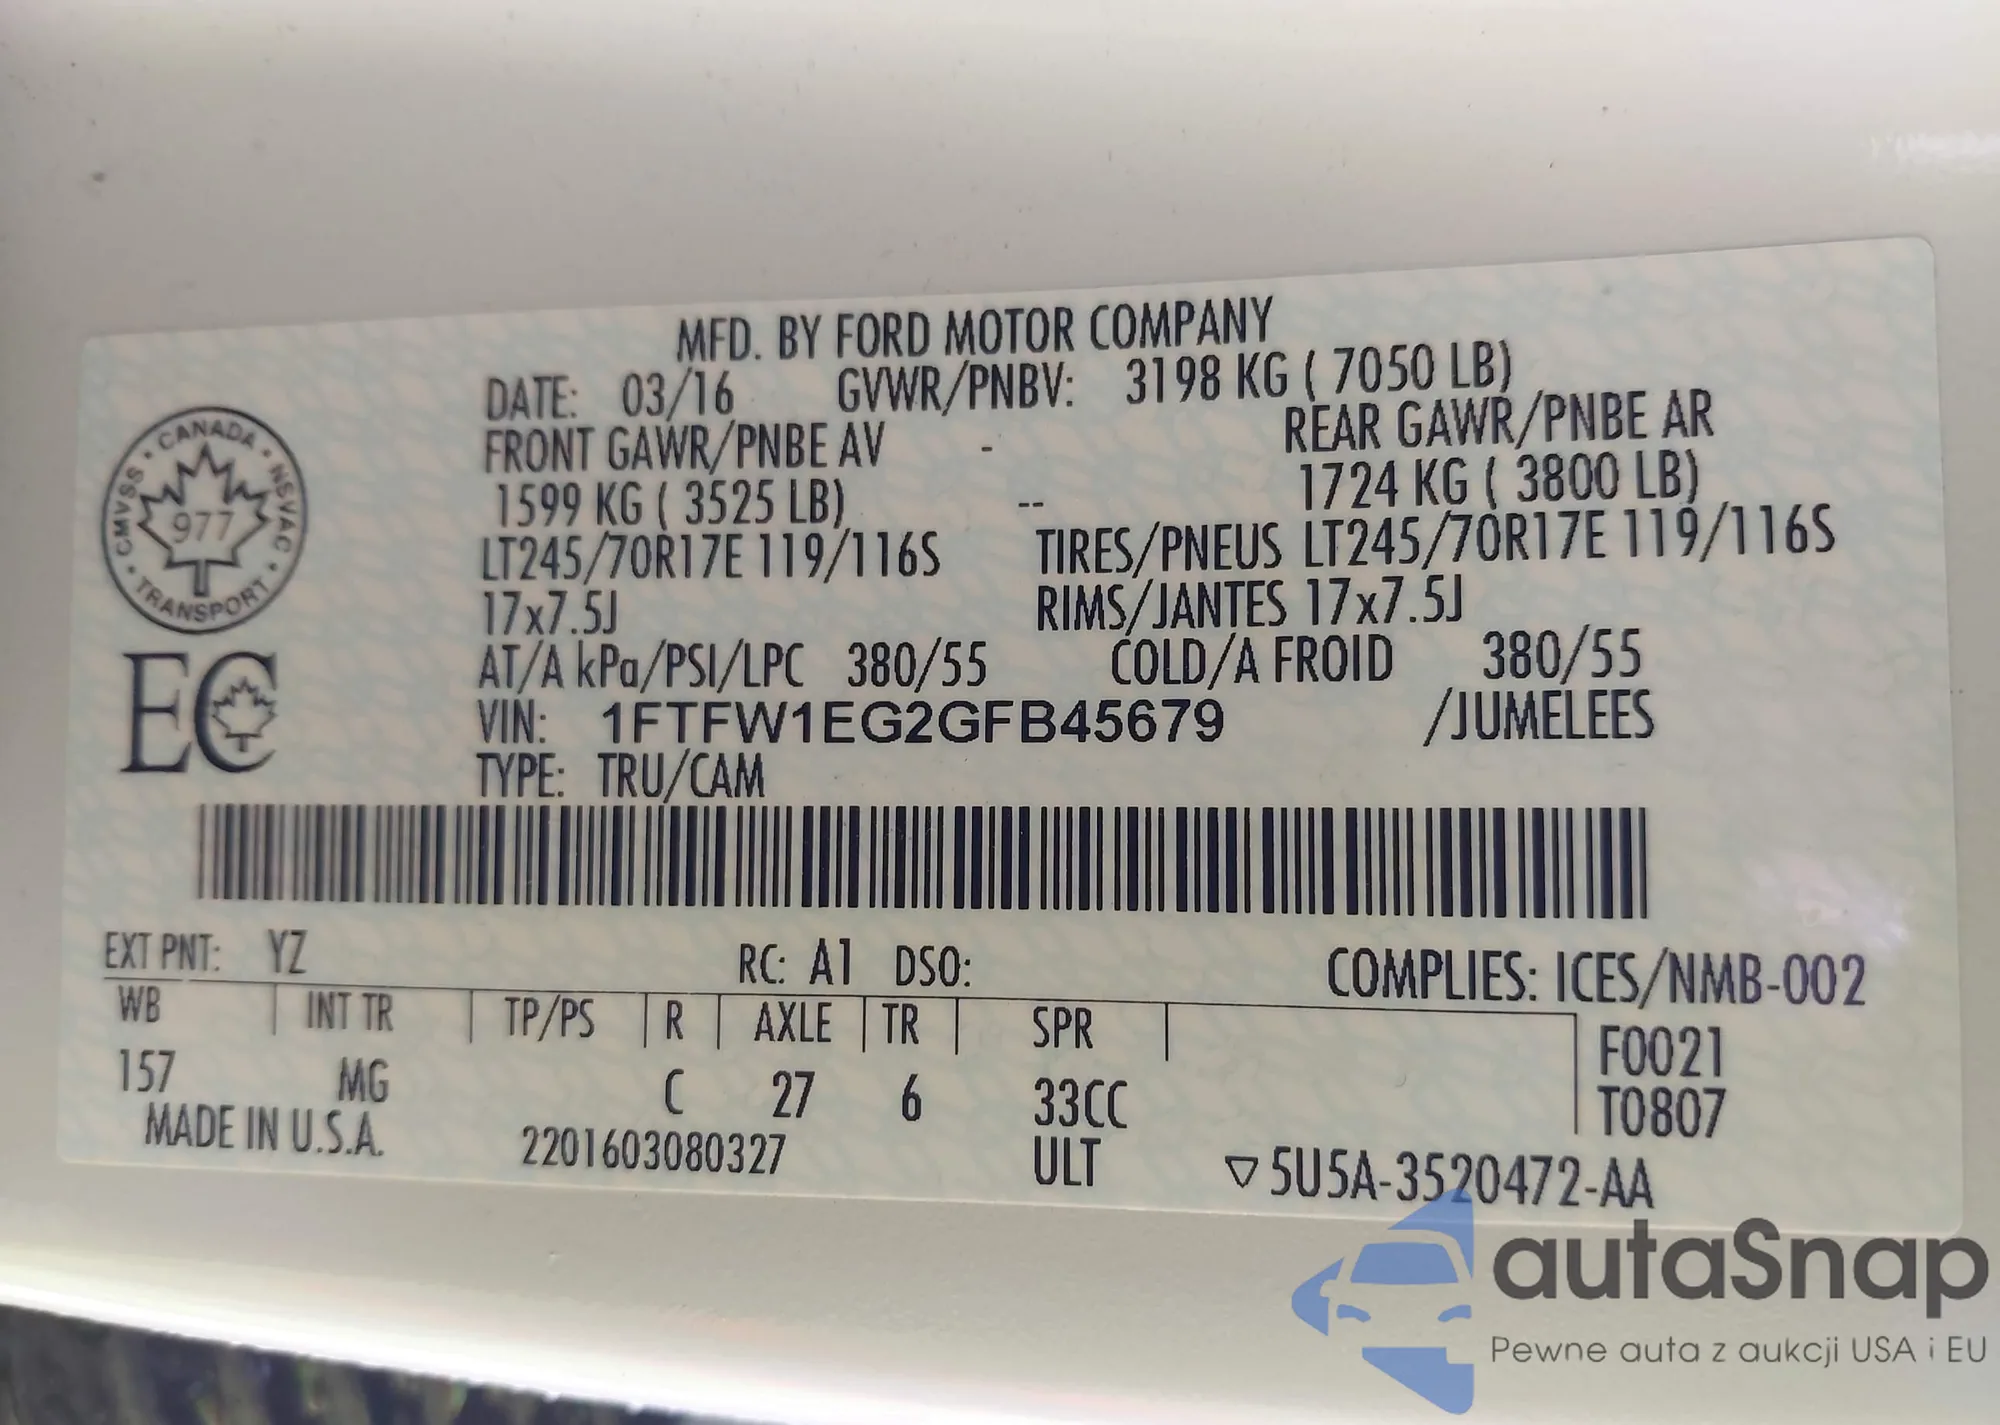 MFD. BY FORD MOTOR COMPANY
DATE: 03/16 GVWR/PNBV: 3198 KG ( 7050 LB)
FRONT GAWR/PNBE AV - REAR GAWR/PNBE AR
1599 KG ( 3525 LB) -- 1724 KG ( 3800 LB)
LT245/70R17E 119/116S TIRES/PNEUS LT245/70R17E 119/116S
17x7.5J RIMS/JANTES 17x7.5J
AT/A kPa/PSI/LPC 380/55 COLD/A FROID 380/55
VIN: 1FTFW1EG2GFB45679 /JUMELEES
TYPE: TRU/CAM
CANADA · NSVAC · TRANSPORT · CMVSS ·
977
EC
EXT PNT: YZ RC: A1 DSO: COMPLIES: ICES/NMB-002
WB INT TR TP/PS R AXLE TR SPR F0021
157 MG C 27 6 33CC T0807
MADE IN U.S.A. 2201603080327 ULT ▽5U5A-3520472-AA
autaSnap
Pewne auta z aukcji USA i EU